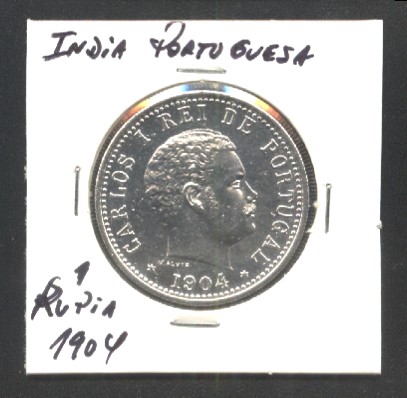 INDIA PORTUGUESA
CARLOS I REI DE PORTUGAL
1904
1
RUPIA
1904